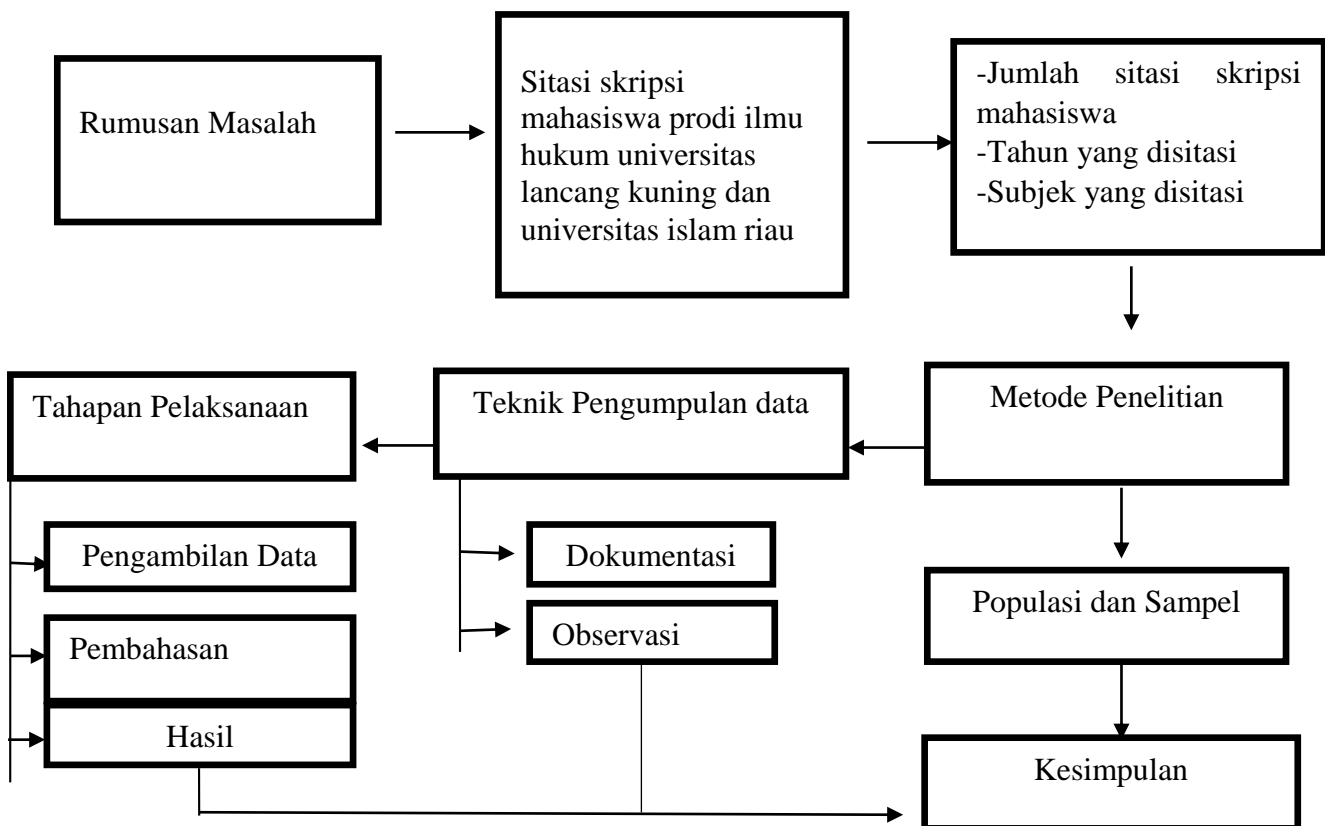 Rumusan Masalah
Sitasi skripsi
mahasiswa prodi ilmu
hukum universitas
lancang kuning dan
universitas islam riau
-Jumlah sitasi skripsi
mahasiswa
-Tahun yang disitasi
-Subjek yang disitasi
Metode Penelitian
Teknik Pengumpulan data
Tahapan Pelaksanaan
Pengambilan Data
Pembahasan
Hasil
Dokumentasi
Observasi
Populasi dan Sampel
Kesimpulan